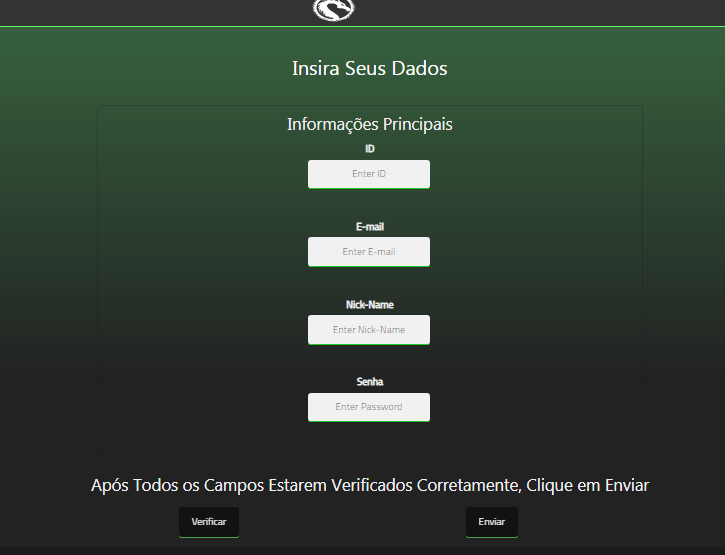 Insira Seus Dados
Informações Principais
ID
Enter ID
E-mail
Enter E-mail
Nick-Name
Enter Nick-Name
Senha
Enter Password
Após Todos os Campos Estarem Verificados Corretamente, Clique em Enviar
Verificar
Enviar